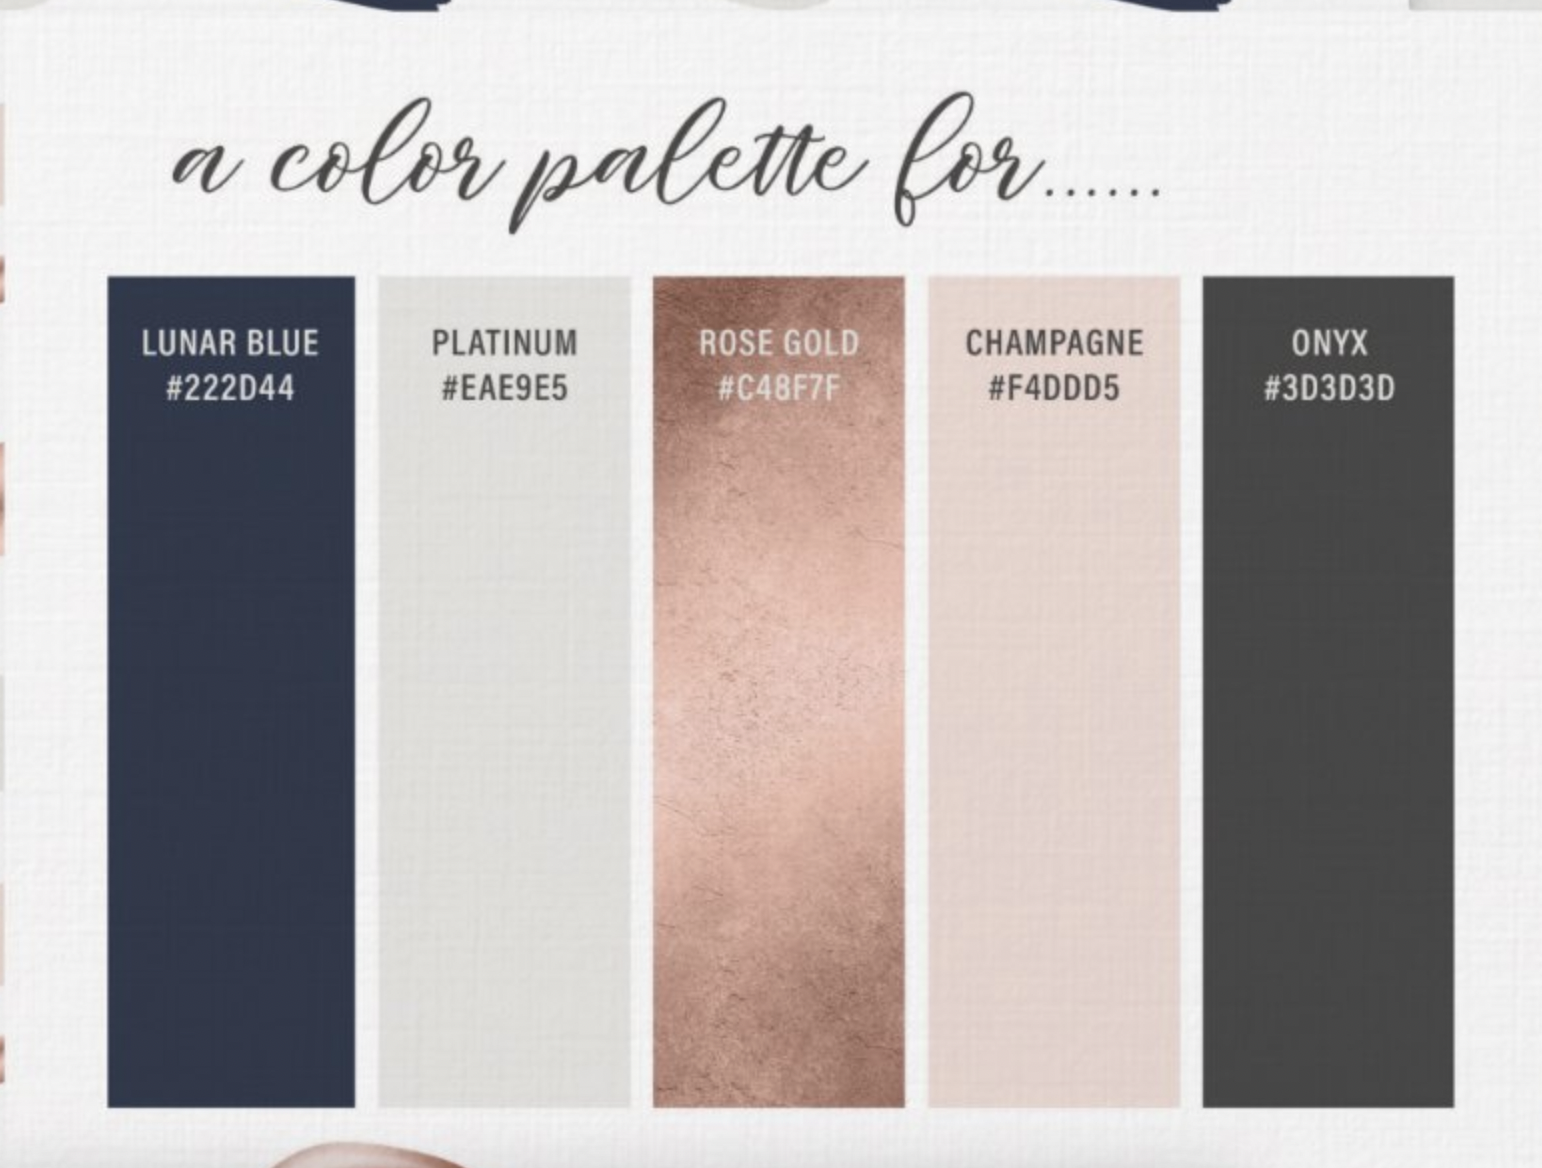 a color palette for......
LUNAR BLUE
#222D44
PLATINUM
#EAE9E5
ROSE GOLD
#C48F7F
CHAMPAGNE
#F4DDD5
ONYX
#3D3D3D